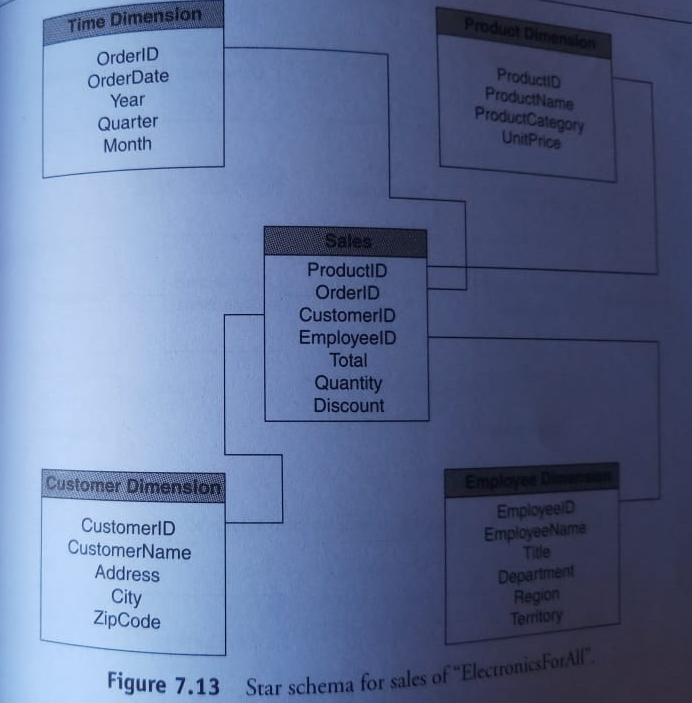 Time Dimension
OrderID
OrderDate
Year
Quarter
Month
Product Dimension
ProductID
ProductName
ProductCategory
UnitPrice
Sales
ProductID
OrderID
CustomerID
EmployeeID
Total
Quantity
Discount
Customer Dimension
CustomerID
CustomerName
Address
City
ZipCode
Employee Dimension
EmployeeID
EmployeeName
Title
Department
Region
Territory
Figure 7.13 Star schema for sales of “ElectronicsForAll”.